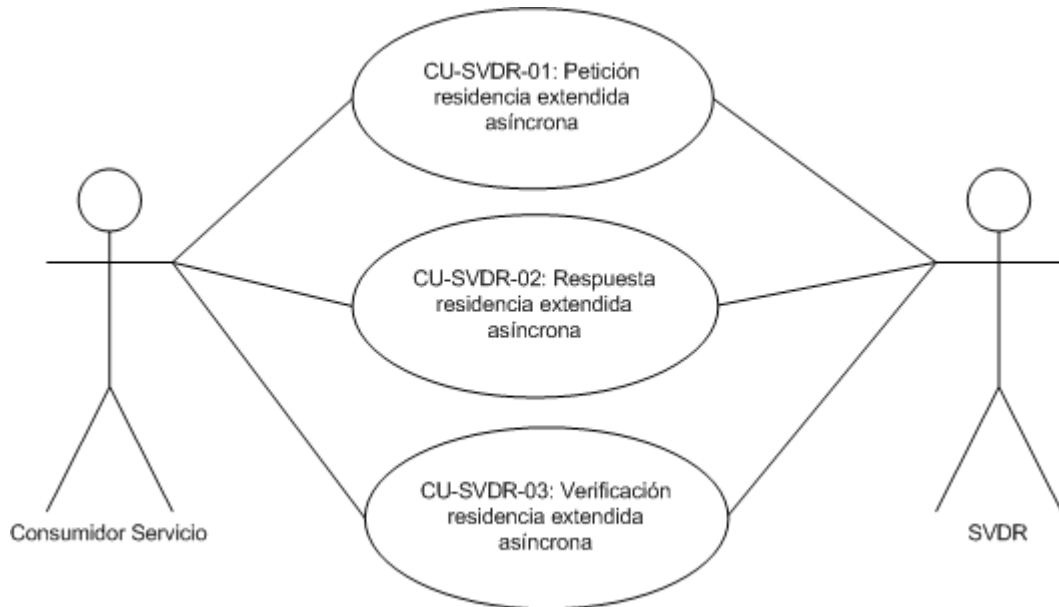 CU-SVDR-01: Petición
residencia extendida
asíncrona
CU-SVDR-02: Respuesta
residencia extendida
asíncrona
CU-SVDR-03: Verificación
residencia extendida
asíncrona
Consumidor Servicio
SVDR